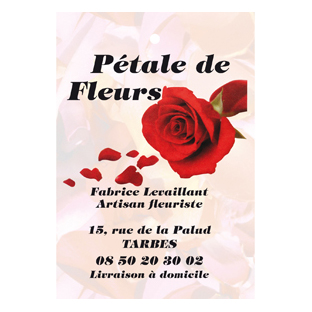 Pétale de
Fleurs
Fabrice Levaillant
Artisan fleuriste
15, rue de la Palud
TARBES
08 50 20 30 02
Livraison à domicile